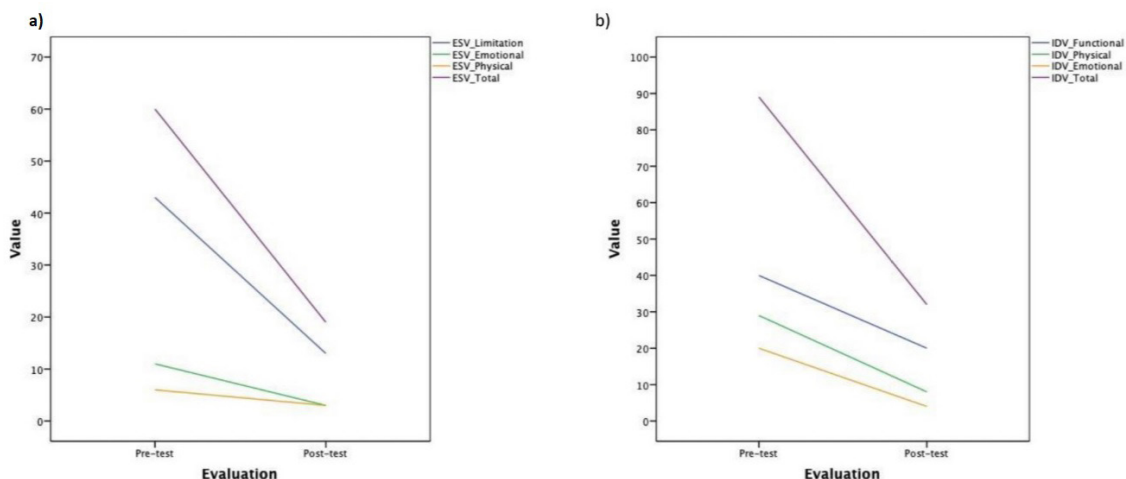 a)
ESV_Limitation
ESV_Emotional
ESV_Physical
ESV_Total
70
60
50
40
30
20
10
0
Value
Pre-test Post-test
Evaluation
b)
IDV_Functional
IDV_Physical
IDV_Emotional
IDV_Total
100
90
80
70
60
50
40
30
20
10
0
Value
Pre-test Post-test
Evaluation